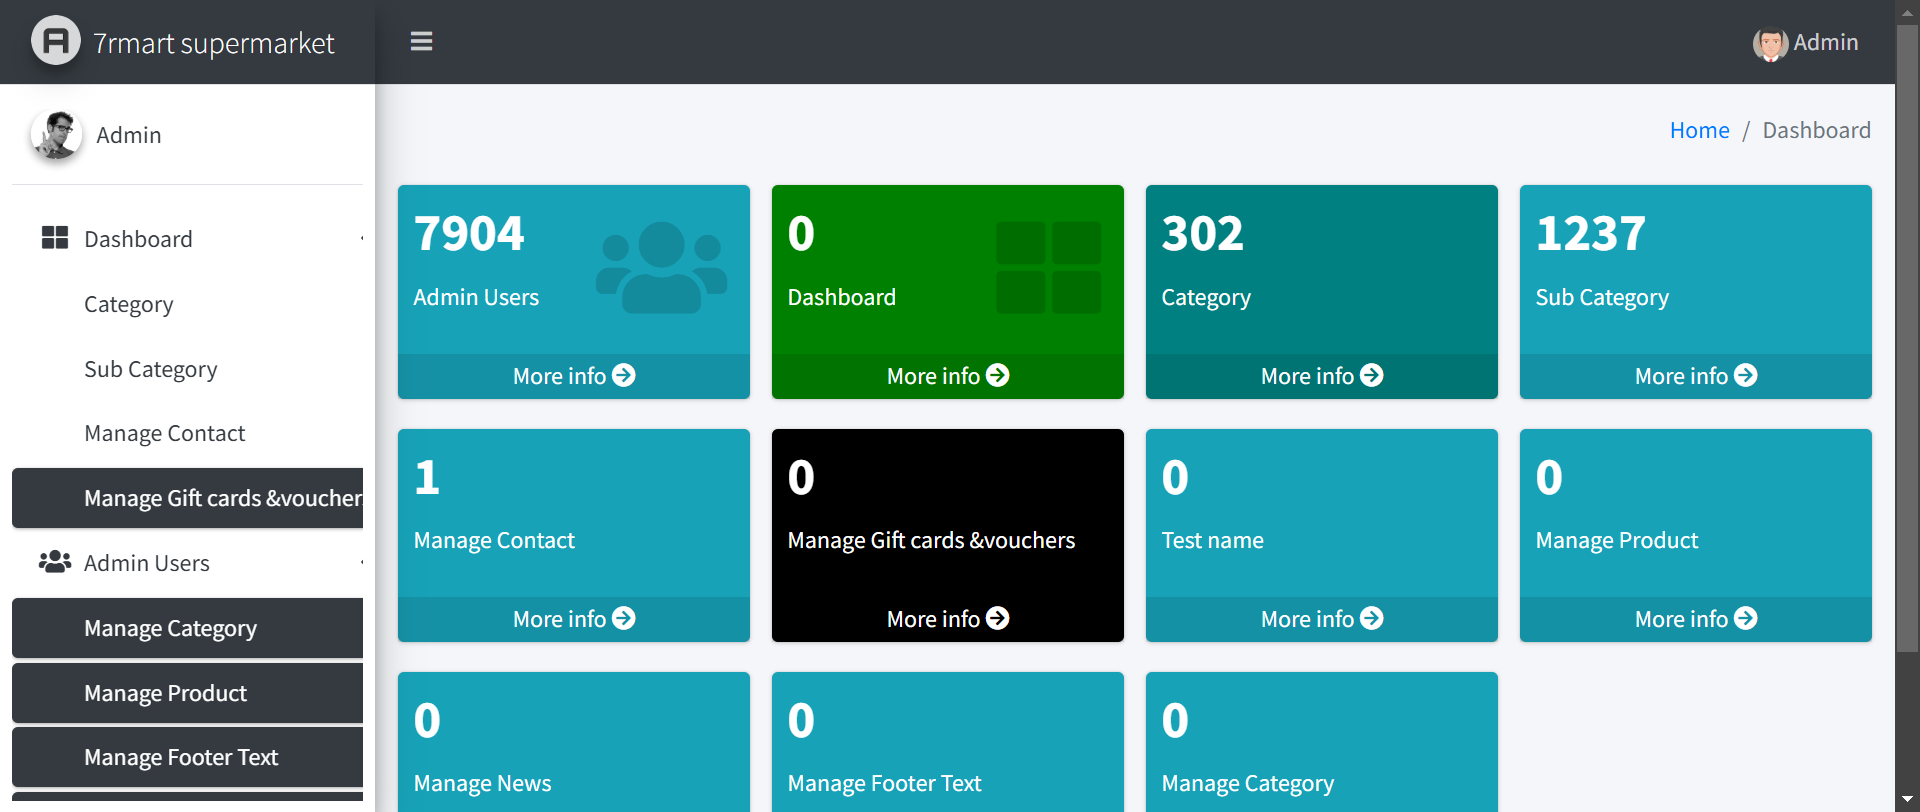 7rmart supermarket
Admin
Admin
Home / Dashboard
Dashboard
Category
Sub Category
Manage Contact
Manage Gift cards &voucher
Admin Users
Manage Category
Manage Product
Manage Footer Text
7904
Admin Users
More info
0
Dashboard
More info
302
Category
More info
1237
Sub Category
More info
1
Manage Contact
More info
0
Manage Gift cards &vouchers
More info
0
Test name
More info
0
Manage Product
More info
0
Manage News
0
Manage Footer Text
0
Manage Category